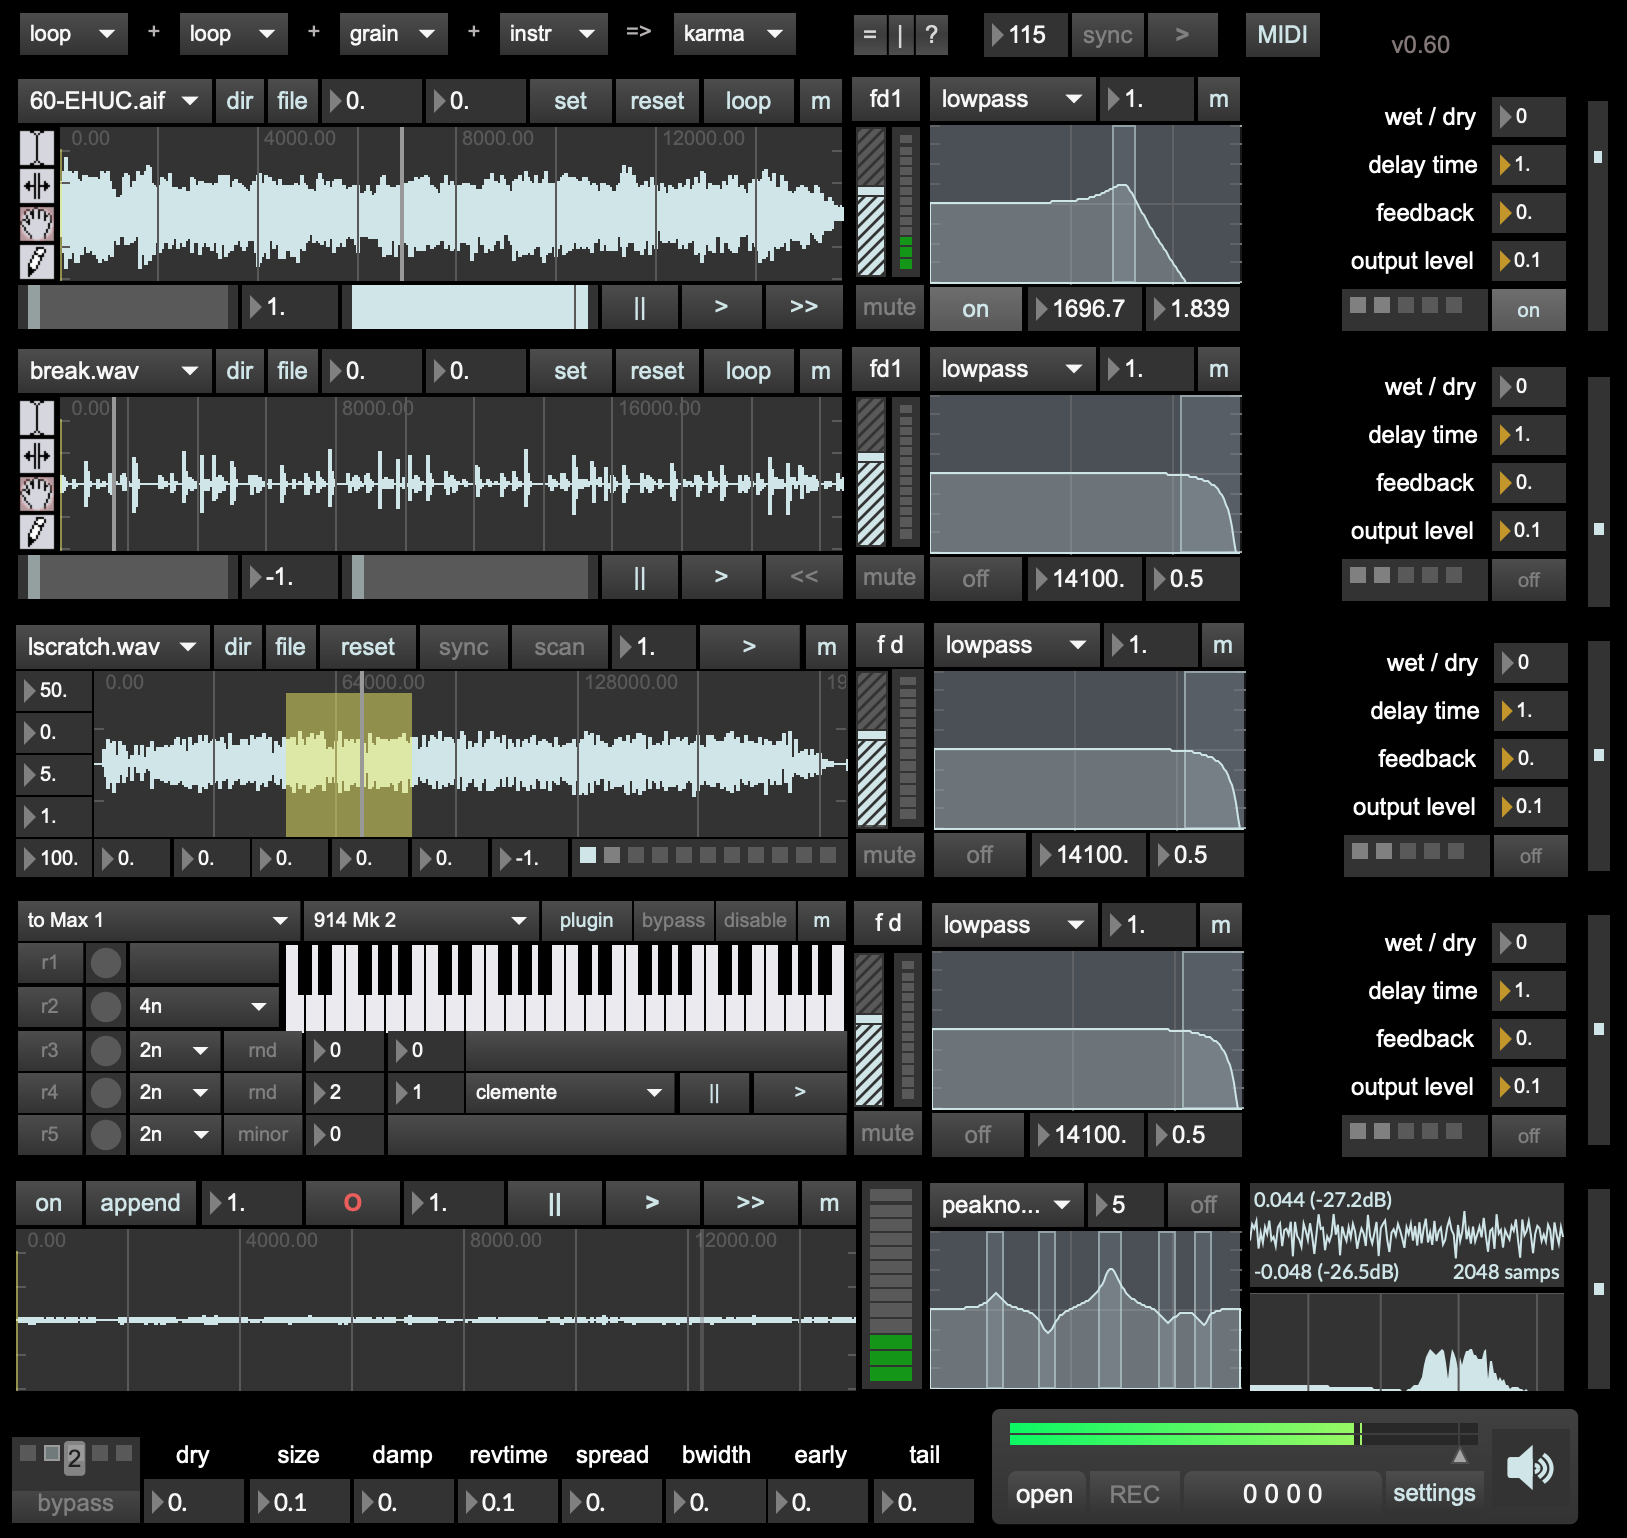 loop + loop + grain + instr => karma = | ? 115 sync > MIDI v0.60
60-EHUC.aif dir file 0. 0. set reset loop m fd1 lowpass 1. m
0.00 4000.00 8000.00 12000.00
wet / dry 0
delay time 1.
feedback 0.
output level 0.1
1. || > >> mute on 1696.7 1.839 on
break.wav dir file 0. 0. set reset loop m fd1 lowpass 1. m
0.00 8000.00 16000.00
wet / dry 0
delay time 1.
feedback 0.
output level 0.1
-1. || > << mute off 14100. 0.5 off
lscratch.wav dir file reset sync scan 1. > m f d lowpass 1. m
0.00 64000.00 128000.00 19
50.
0.
5.
1.
wet / dry 0
delay time 1.
feedback 0.
output level 0.1
100. 0. 0. 0. 0. 0. -1. mute off 14100. 0.5 off
to Max 1 914 Mk 2 plugin bypass disable m f d lowpass 1. m
r1
r2 4n
r3 2n rnd 0 0
r4 2n rnd 2 1 clemente || >
r5 2n minor 0
wet / dry 0
delay time 1.
feedback 0.
output level 0.1
mute off 14100. 0.5 off
on append 1. O 1. || > >> m peakno... 5 off
0.00 4000.00 8000.00 12000.00
0.044 (-27.2dB)
-0.048 (-26.5dB) 2048 samps
2 dry size damp revtime spread bwidth early tail
bypass 0. 0.1 0. 0.1 0. 0. 0. 0.
open REC 0 0 0 0 settings